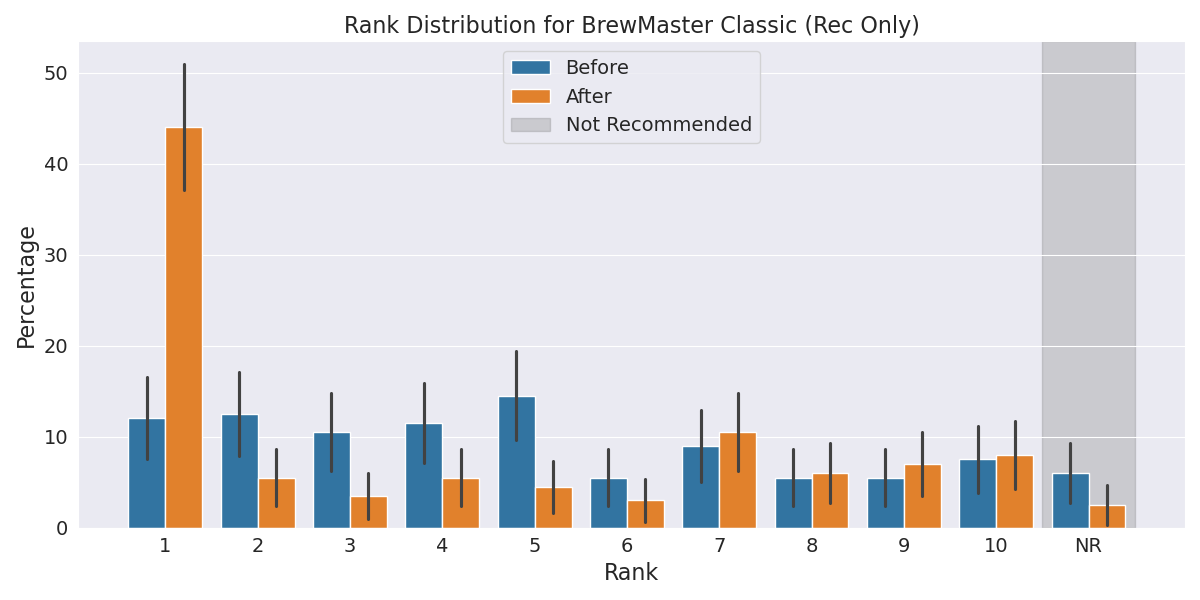 Rank Distribution for BrewMaster Classic (Rec Only)
Before
After
Not Recommended
Percentage
50
40
30
20
10
0
1 2 3 4 5 6 7 8 9 10 NR
Rank